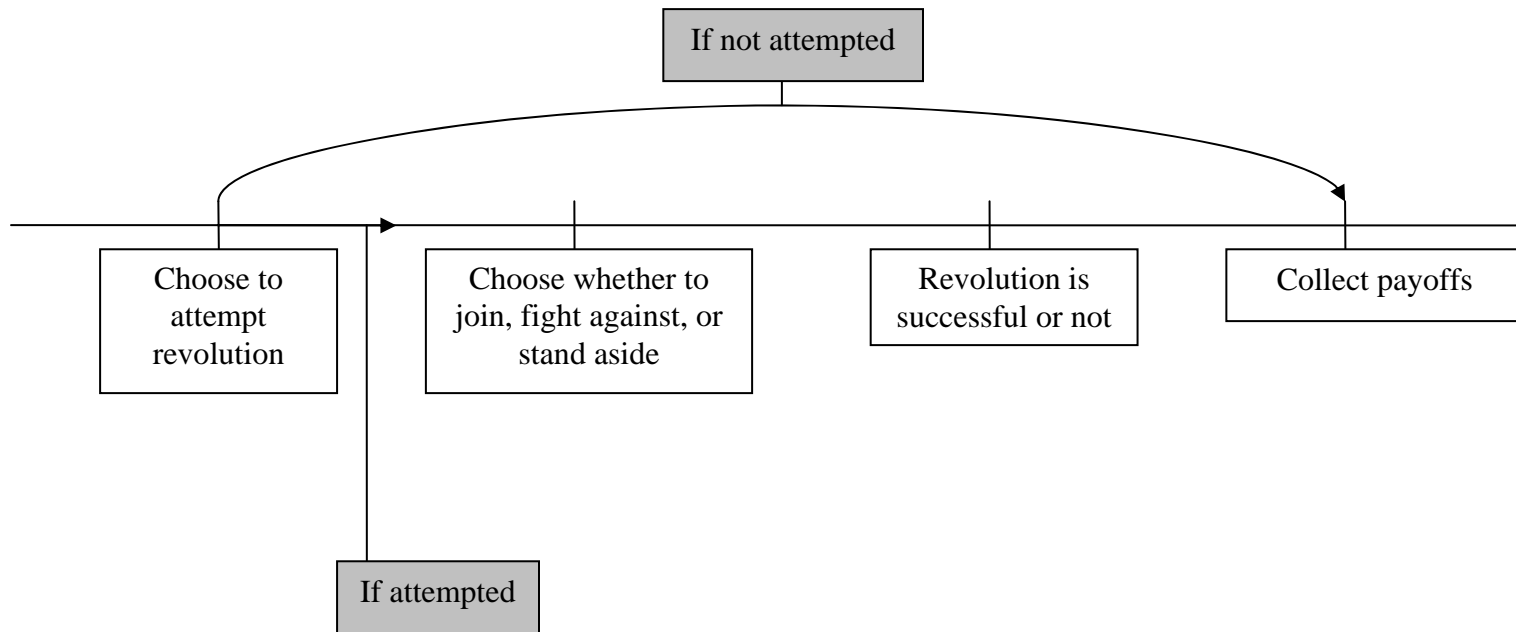 If not attempted
Choose to
attempt
revolution
Choose whether to
join, fight against, or
stand aside
Revolution is
successful or not
Collect payoffs
If attempted